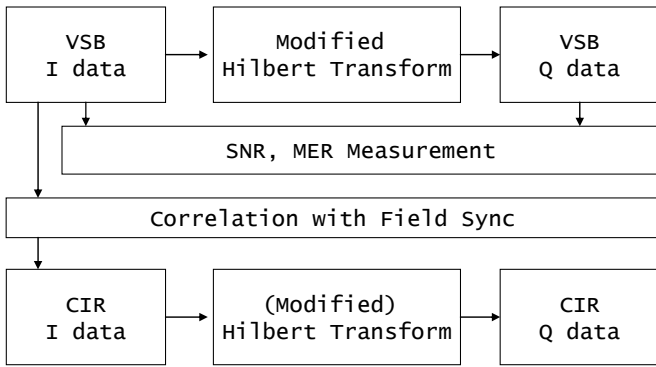 VSB
I data
Modified
Hilbert Transform
VSB
Q data
SNR, MER Measurement
Correlation with Field Sync
CIR
I data
(Modified)
Hilbert Transform
CIR
Q data